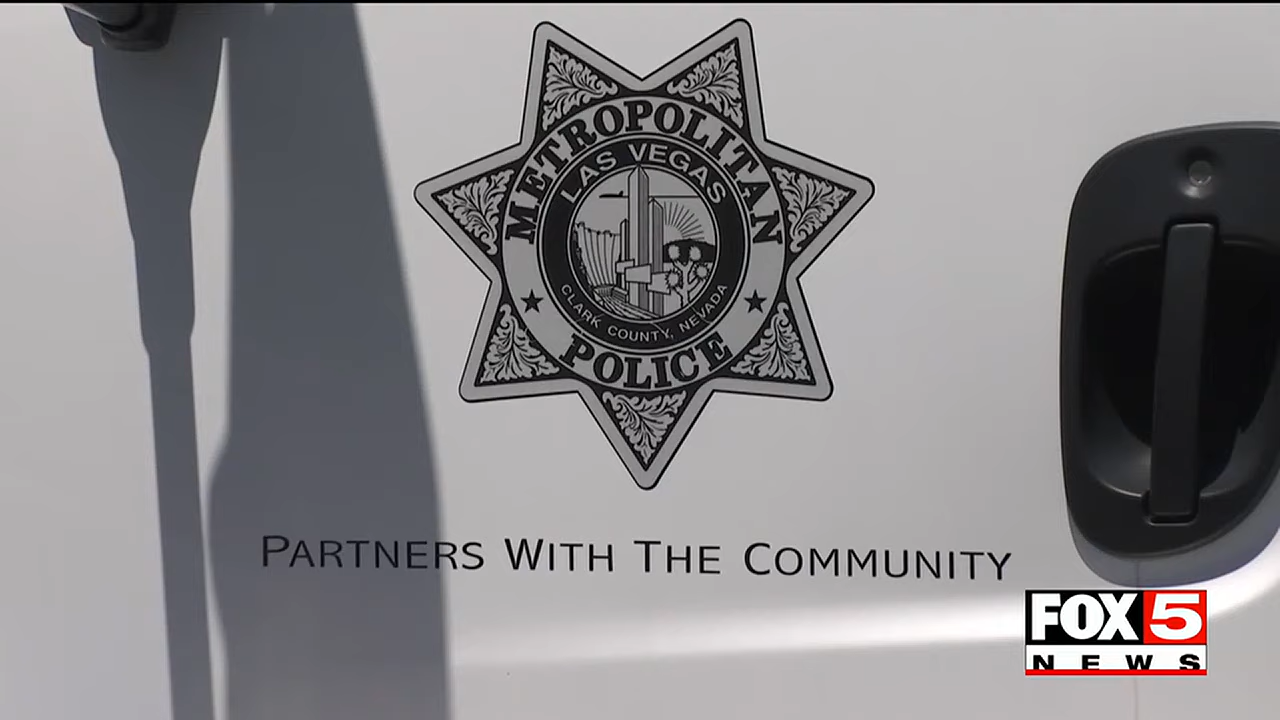 METROPOLITAN
LAS VEGAS
CLARK COUNTY, NEVADA
POLICE
PARTNERS WITH THE COMMUNITY
FOX 5
NEWS